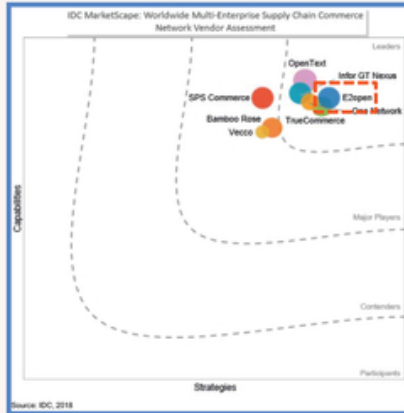 IDC MarketScape: Worldwide Multi-Enterprise Supply Chain Commerce
Network Vendor Assessment
Leaders
OpenText
Infor GT Nexus
SPS Commerce
E2open
One Network
Bamboo Rose
TrueCommerce
Vecco
Capabilities
Major Players
Contenders
Participants
Strategies
Source: IDC, 2018